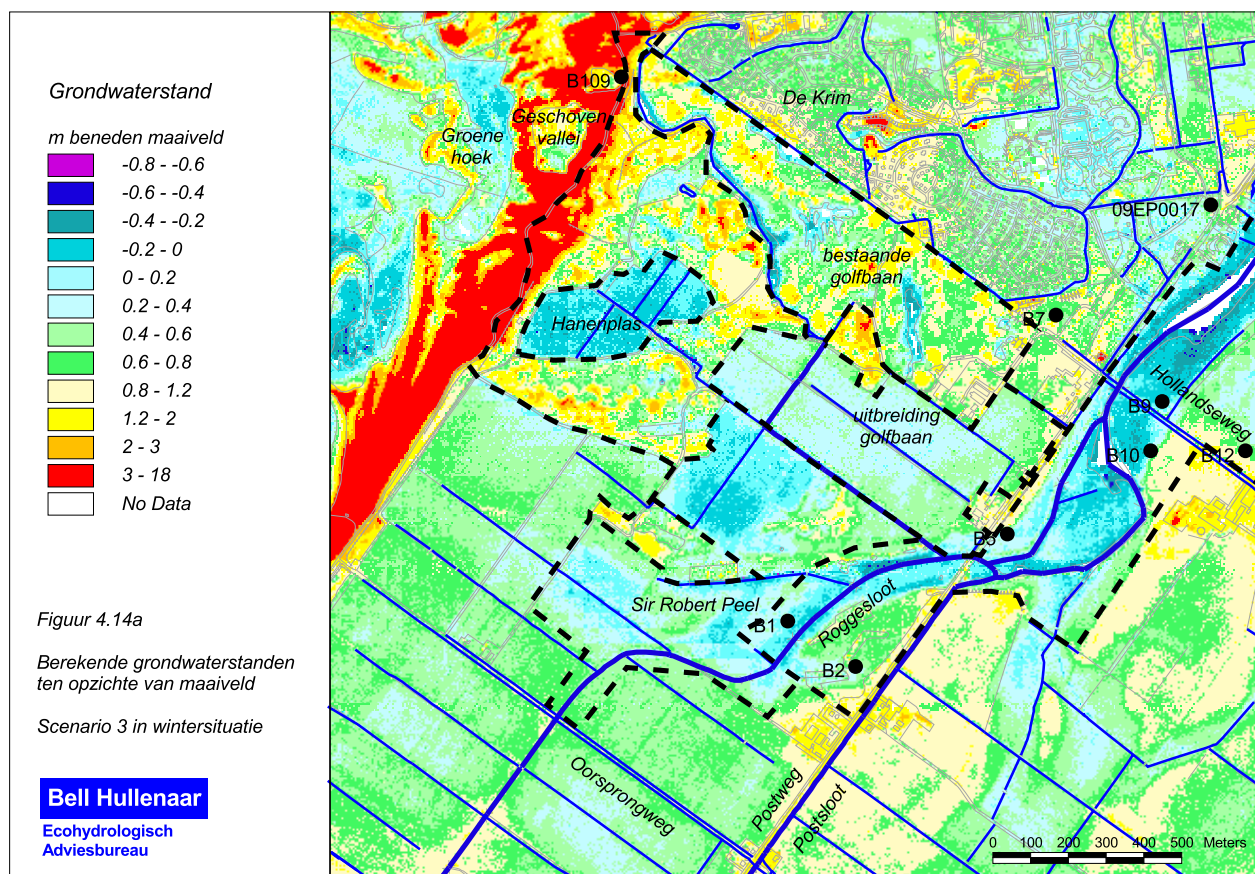 Grondwaterstand
m beneden maaiveld
-0.8 - -0.6
-0.6 - -0.4
-0.4 - -0.2
-0.2 - 0
0 - 0.2
0.2 - 0.4
0.4 - 0.6
0.6 - 0.8
0.8 - 1.2
1.2 - 2
2 - 3
3 - 18
No Data
Figuur 4.14a
Berekende grondwaterstanden
ten opzichte van maaiveld
Scenario 3 in wintersituatie
Bell Hullenaar
Ecohydrologisch
Adviesbureau
B109
De Krim
Geschoven
vallei
Groene
hoek
09EP0017
bestaande
golfbaan
Hanenplas
B7
Hollandseweg
B9
uitbreiding
golfbaan
B10
B12
B3
Sir Robert Peel
B1
Roggesloot
B2
Oorsprongweg
Postweg
Postsloot
0 100 200 300 400 500 Meters